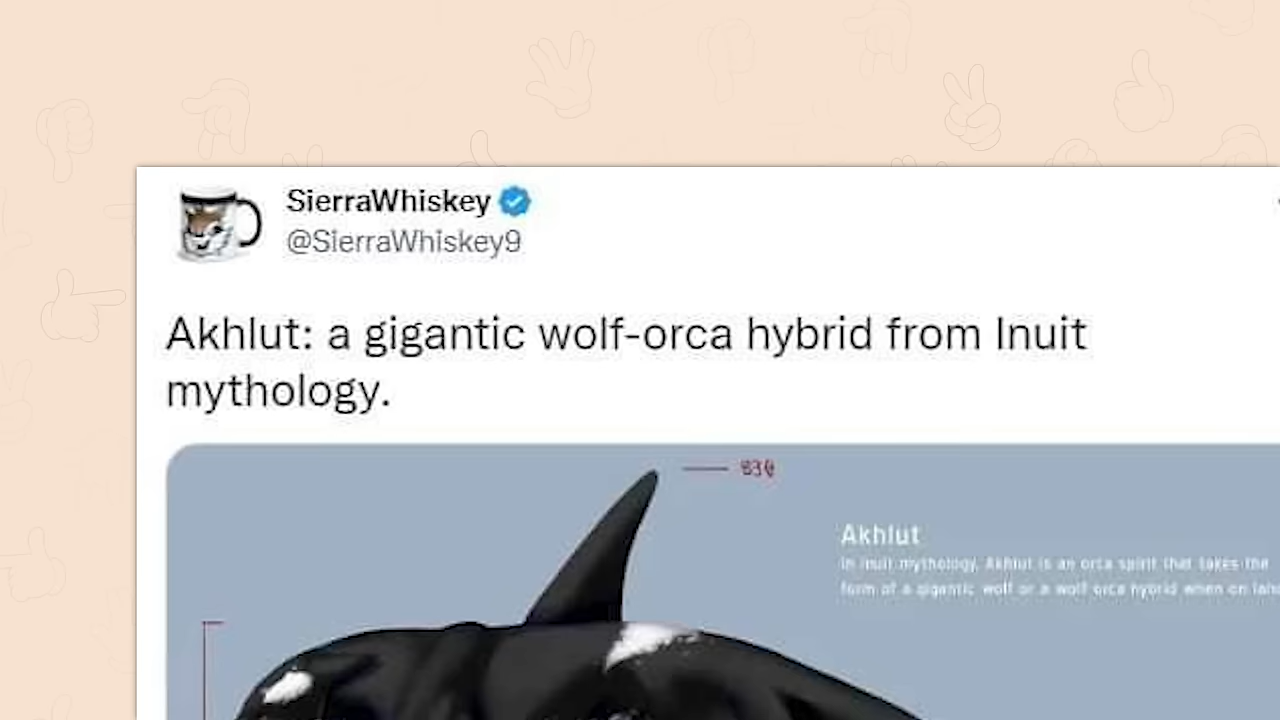 SierraWhiskey
@SierraWhiskey9
Akhlut: a gigantic wolf-orca hybrid from Inuit
mythology.
Akhlut
In Inuit mythology, Akhlut is an orca spirit that takes the
form of a gigantic wolf or a wolf orca hybrid when on